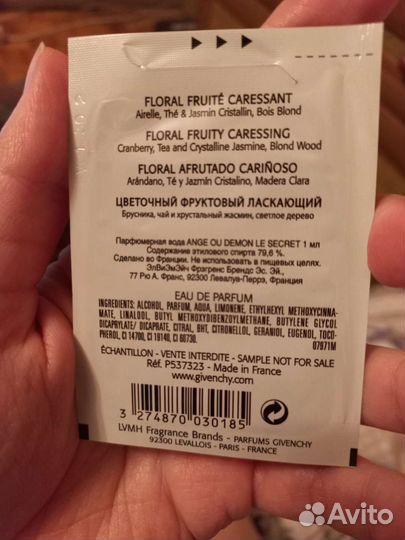 FLORAL FRUITÉ CARESSANT
Airelle, Thé & Jasmin Cristallin, Bois Blond
FLORAL FRUITY CARESSING
Cranberry, Tea and Crystalline Jasmine, Blond Wood
FLORAL AFRUTADO CARIÑOSO
Arándano, Té y Jazmín Cristalino, Madera Clara
ЦВЕТОЧНЫЙ ФРУКТОВЫЙ ЛАСКАЮЩИЙ
Брусника, чай и хрустальный жасмин, светлое дерево
Парфюмерная вода ANGE OU DEMON LE SECRET 1 мл
Содержание этилового спирта 79,6 %.
Сделано во Франции. Не использовать в пищевых целях.
ЭлВиЭмЭйч Фрэгренс Брендс Эс. Эй.,
77 Рю А. Франс, 92300 Леваллуа-Перрэ, Франция
EAU DE PARFUM
INGREDIENTS: ALCOHOL, PARFUM, AQUA, LIMONENE, ETHYLHEXYL METHOXYCINNA-
MATE, LINALOOL, BUTYL METHOXYDIBENZOYLMETHANE, BUTYLENE GLYCOL
DICAPRYLATE/ DICAPRATE, CITRAL, BHT, CITRONELLOL, GERANIOL, EUGENOL, TOCO-
PHEROL, CI 14700, CI 19140, CI 60730. 07971M
ÉCHANTILLON - VENTE INTERDITE - SAMPLE NOT FOR SALE
Réf. P537323 - Made in France
www.givenchy.com
3 274870 030185
LVMH Fragrance Brands - PARFUMS GIVENCHY
92300 LEVALLOIS - PARIS - FRANCE
Avito